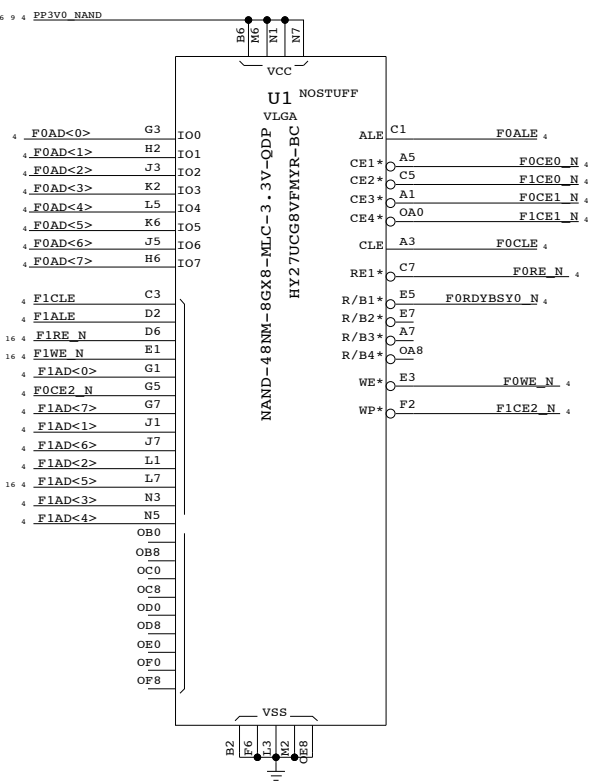 6 9 4 PP3V0_NAND
B6 M6 N1 N7
VCC
U1 NOSTUFF
VLGA
NAND-48NM-8GX8-MLC-3.3V-QDP
HY27UCG8VFMYR-BC
4 F0AD<0> G3 IO0
4 F0AD<1> H2 IO1
4 F0AD<2> J3 IO2
4 F0AD<3> K2 IO3
4 F0AD<4> L5 IO4
4 F0AD<5> K6 IO5
4 F0AD<6> J5 IO6
4 F0AD<7> H6 IO7
4 F1CLE C3
4 F1ALE D2
16 4 F1RE_N D6
16 4 F1WE_N E1
4 F1AD<0> G1
4 F0CE2_N G5
4 F1AD<7> G7
4 F1AD<1> J1
4 F1AD<6> J7
4 F1AD<2> L1
16 4 F1AD<5> L7
4 F1AD<3> N3
4 F1AD<4> N5
OB0
OB8
OC0
OC8
OD0
OD8
OE0
OF0
OF8
ALE C1 F0ALE 4
CE1* A5 F0CE0_N 4
CE2* C5 F1CE0_N 4
CE3* A1 F0CE1_N 4
CE4* OA0 F1CE1_N 4
CLE A3 F0CLE 4
RE1* C7 F0RE_N 4
R/B1* E5 F0RDYBSY0_N 4
R/B2* E7
R/B3* A7
R/B4* OA8
WE* E3 F0WE_N 4
WP* F2 F1CE2_N 4
VSS
B2 F6 L3 M2 OE8